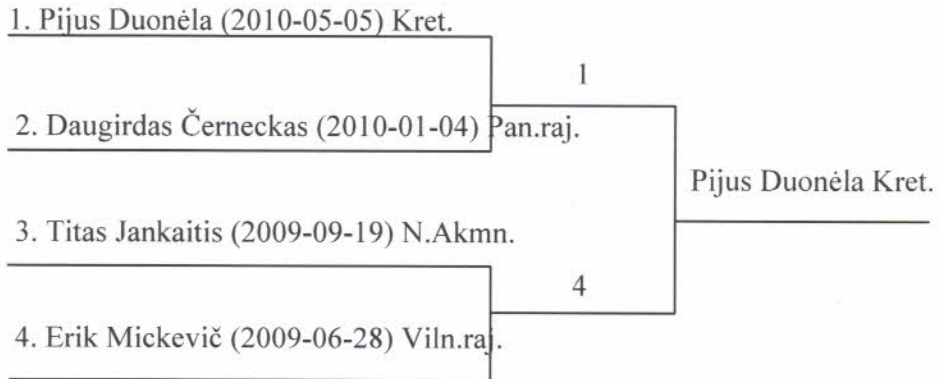 1. Pijus Duonėla (2010-05-05) Kret.
1
2. Daugirdas Černeckas (2010-01-04) Pan.raj.
Pijus Duonėla Kret.
3. Titas Jankaitis (2009-09-19) N.Akmn.
4
4. Erik Mickevič (2009-06-28) Viln.raj.